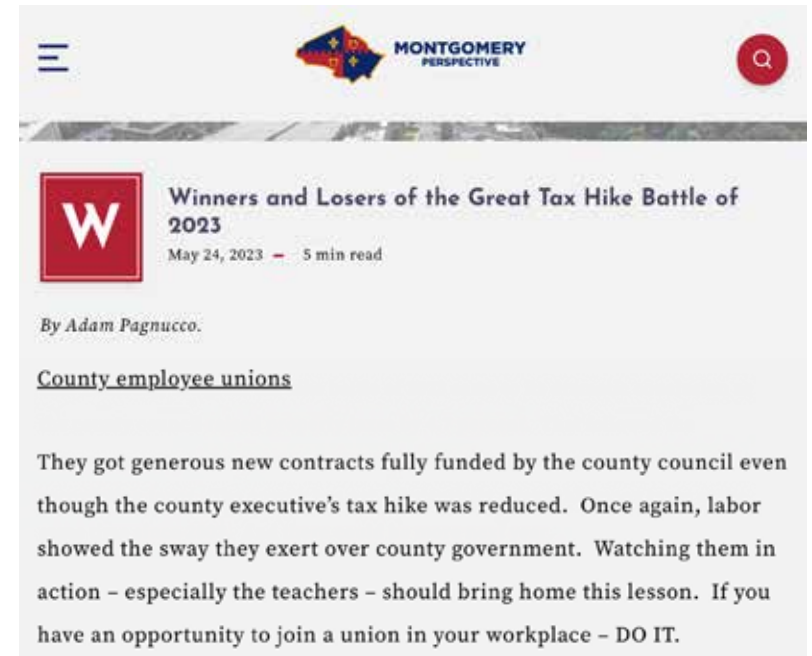 MONTGOMERY
PERSPECTIVE
W
Winners and Losers of the Great Tax Hike Battle of
2023
May 24, 2023 – 5 min read
By Adam Pagnucco.
County employee unions
They got generous new contracts fully funded by the county council even
though the county executive’s tax hike was reduced.  Once again, labor
showed the sway they exert over county government.  Watching them in
action – especially the teachers – should bring home this lesson.  If you
have an opportunity to join a union in your workplace – DO IT.